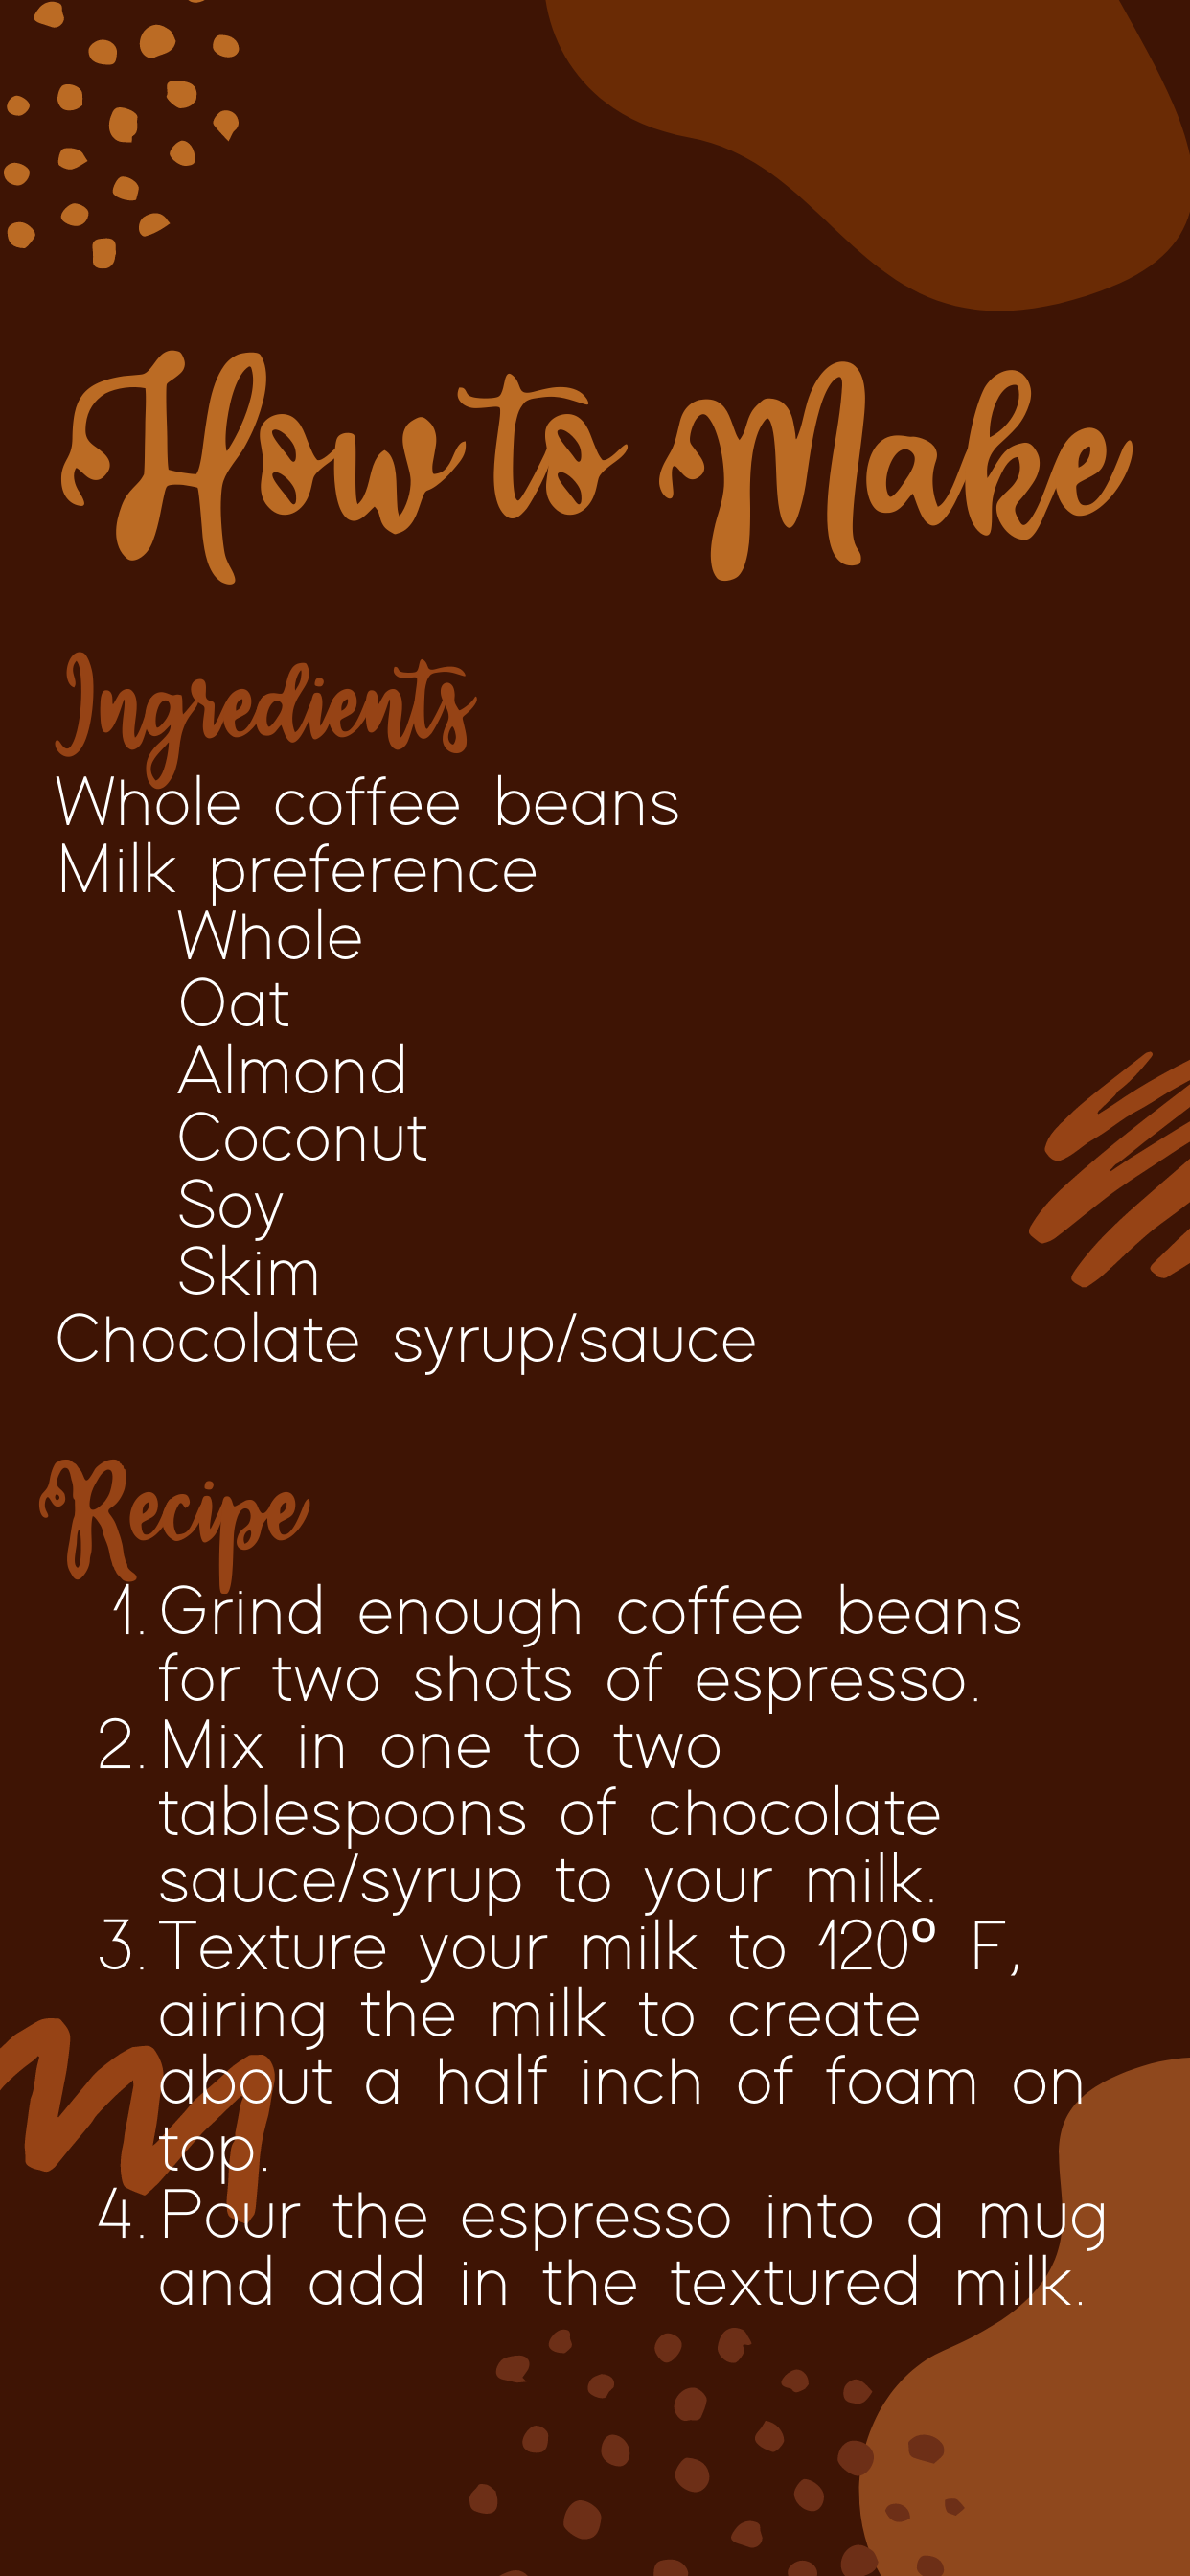 How to Make
Ingredients
Whole coffee beans
Milk preference
Whole
Oat
Almond
Coconut
Soy
Skim
Chocolate syrup/sauce
Recipe
1. Grind enough coffee beans
for two shots of espresso.
2. Mix in one to two
tablespoons of chocolate
sauce/syrup to your milk.
3. Texture your milk to 120º F,
airing the milk to create
about a half inch of foam on
top.
4. Pour the espresso into a mug
and add in the textured milk.